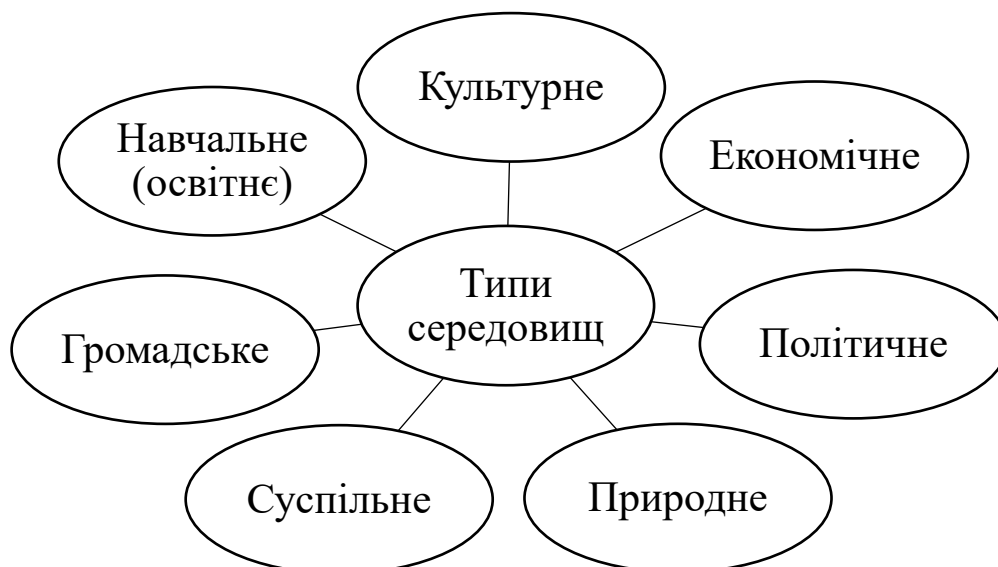 Культурне
Навчальне
(освітнє)
Економічне
Типи
середовищ
Громадське
Політичне
Суспільне
Природне